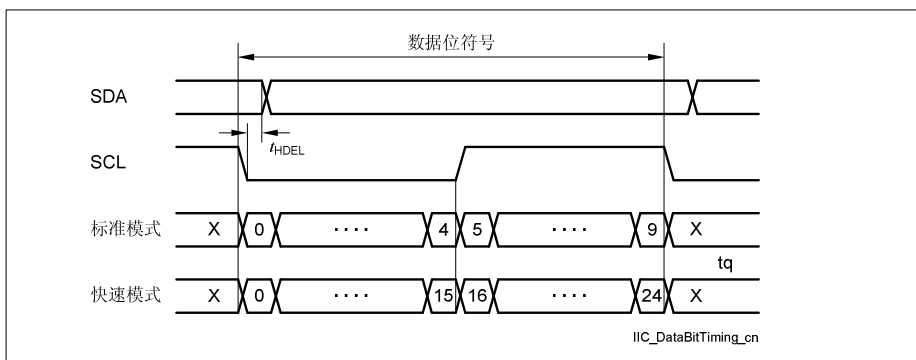 数据位符号
SDA
tHDEL
SCL
标准模式 X 0 ···· 4 5 ···· 9 X
tq
快速模式 X 0 ···· 15 16 ···· 24 X
IIC_DataBitTiming_cn